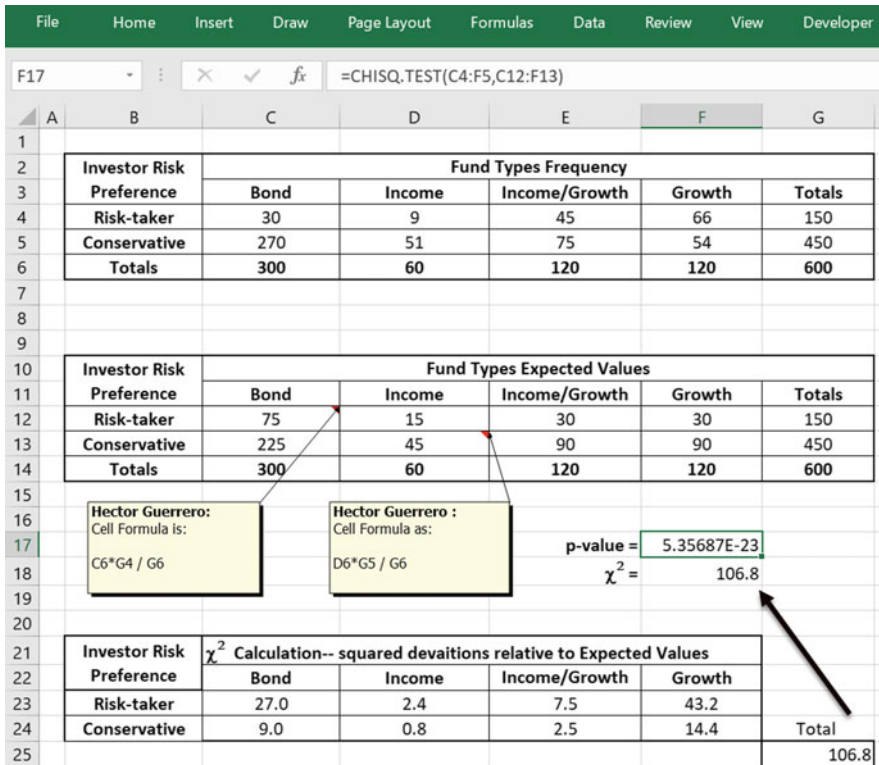 File Home Insert Draw Page Layout Formulas Data Review View Developer
F17 fx =CHISQ.TEST(C4:F5,C12:F13)
A B C D E F G
1
2 Investor Risk Fund Types Frequency
3 Preference Bond Income Income/Growth Growth Totals
4 Risk-taker 30 9 45 66 150
5 Conservative 270 51 75 54 450
6 Totals 300 60 120 120 600
7
8
9
10 Investor Risk Fund Types Expected Values
11 Preference Bond Income Income/Growth Growth Totals
12 Risk-taker 75 15 30 30 150
13 Conservative 225 45 90 90 450
14 Totals 300 60 120 120 600
15
16 Hector Guerrero: Hector Guerrero :
Cell Formula is: Cell Formula as:
17 p-value = 5.35687E-23
C6*G4 / G6 D6*G5 / G6
18 χ² = 106.8
19
20
21 Investor Risk χ² Calculation-- squared devaitions relative to Expected Values
22 Preference Bond Income Income/Growth Growth
23 Risk-taker 27.0 2.4 7.5 43.2
24 Conservative 9.0 0.8 2.5 14.4 Total
25 106.8